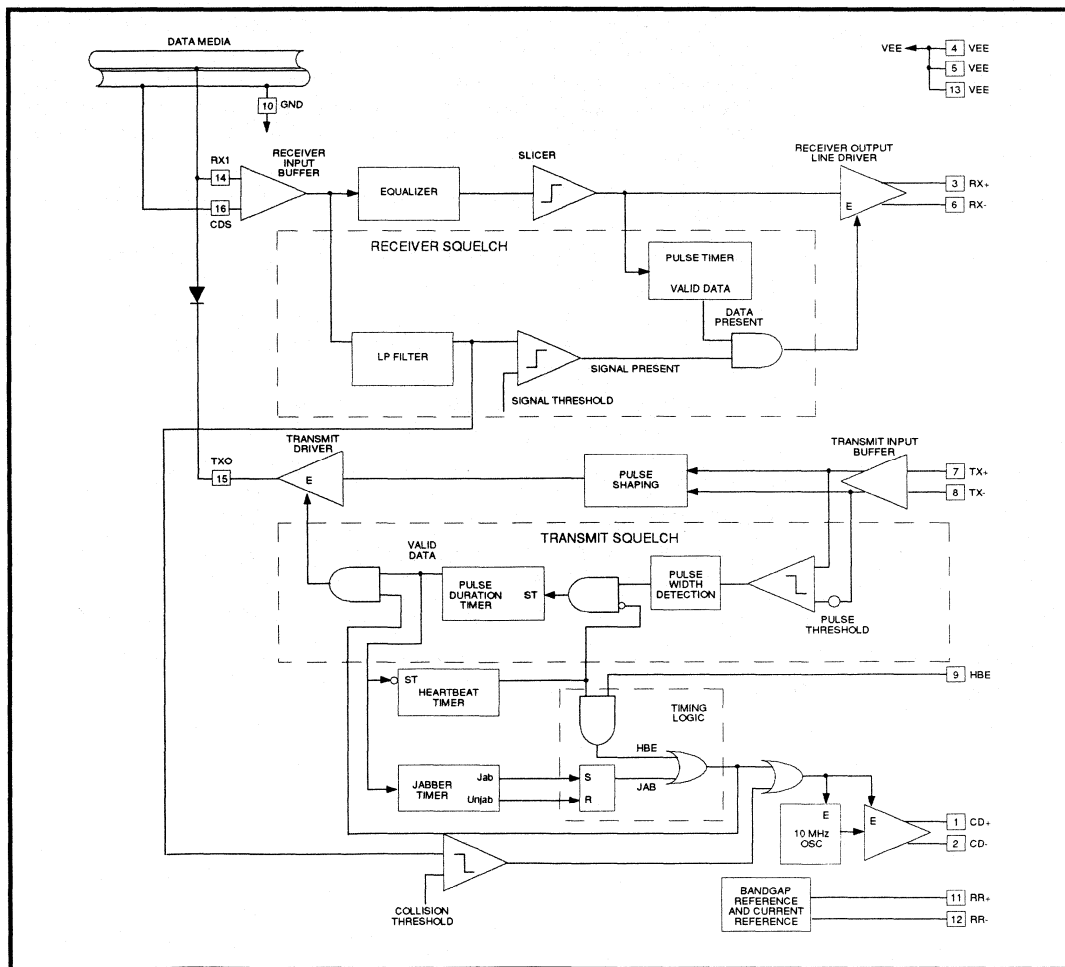 DATA MEDIA
VEE
4 VEE
5 VEE
13 VEE
10 GND
RX1
14
16
CDS
RECEIVER
INPUT
BUFFER
EQUALIZER
SLICER
RECEIVER OUTPUT
LINE DRIVER
E
3 RX+
6 RX-
RECEIVER SQUELCH
PULSE TIMER
VALID DATA
DATA
PRESENT
LP FILTER
SIGNAL PRESENT
SIGNAL THRESHOLD
TXO
15
TRANSMIT
DRIVER
E
PULSE
SHAPING
TRANSMIT INPUT
BUFFER
7 TX+
8 TX-
TRANSMIT SQUELCH
VALID
DATA
PULSE
DURATION
TIMER
ST
PULSE
WIDTH
DETECTION
PULSE
THRESHOLD
ST
HEARTBEAT
TIMER
9 HBE
TIMING
LOGIC
HBE
JABBER
TIMER
Jab
Unjab
S
R
JAB
E
10 MHz
OSC
E
1 CD+
2 CD-
COLLISION
THRESHOLD
BANDGAP
REFERENCE
AND CURRENT
REFERENCE
11 RR+
12 RR-